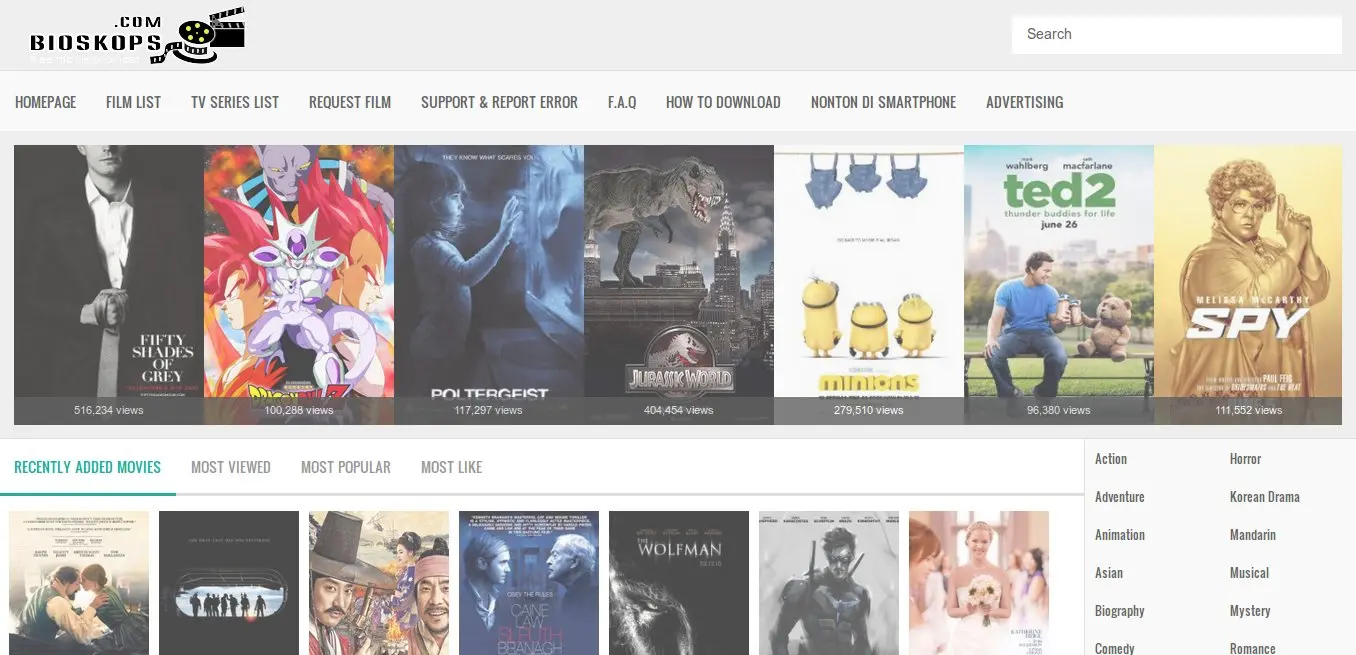 .COM
BIOSKOPS
Search
HOMEPAGE
FILM LIST
TV SERIES LIST
REQUEST FILM
SUPPORT & REPORT ERROR
F.A.Q
HOW TO DOWNLOAD
NONTON DI SMARTPHONE
ADVERTISING
FIFTY
SHADES
OF
GREY
516,234 views
100,288 views
THEY KNOW WHAT SCARES YOU
POLTERGEIST
117,297 views
JURASSIC WORLD
404,454 views
minions
279,510 views
mark seth
wahlberg macfarlane
ted2
thunder buddies for life
june 26
96,380 views
MELISSA McCARTHY
SPY
PAUL FEIG
111,552 views
RECENTLY ADDED MOVIES
MOST VIEWED
MOST POPULAR
MOST LIKE
OBEY THE RULES
CAINE
LAW
SLEUTH
BRANAGH
THE
WOLFMAN
Action
Horror
Adventure
Korean Drama
Animation
Mandarin
Asian
Musical
Biography
Mystery
Comedy
Romance